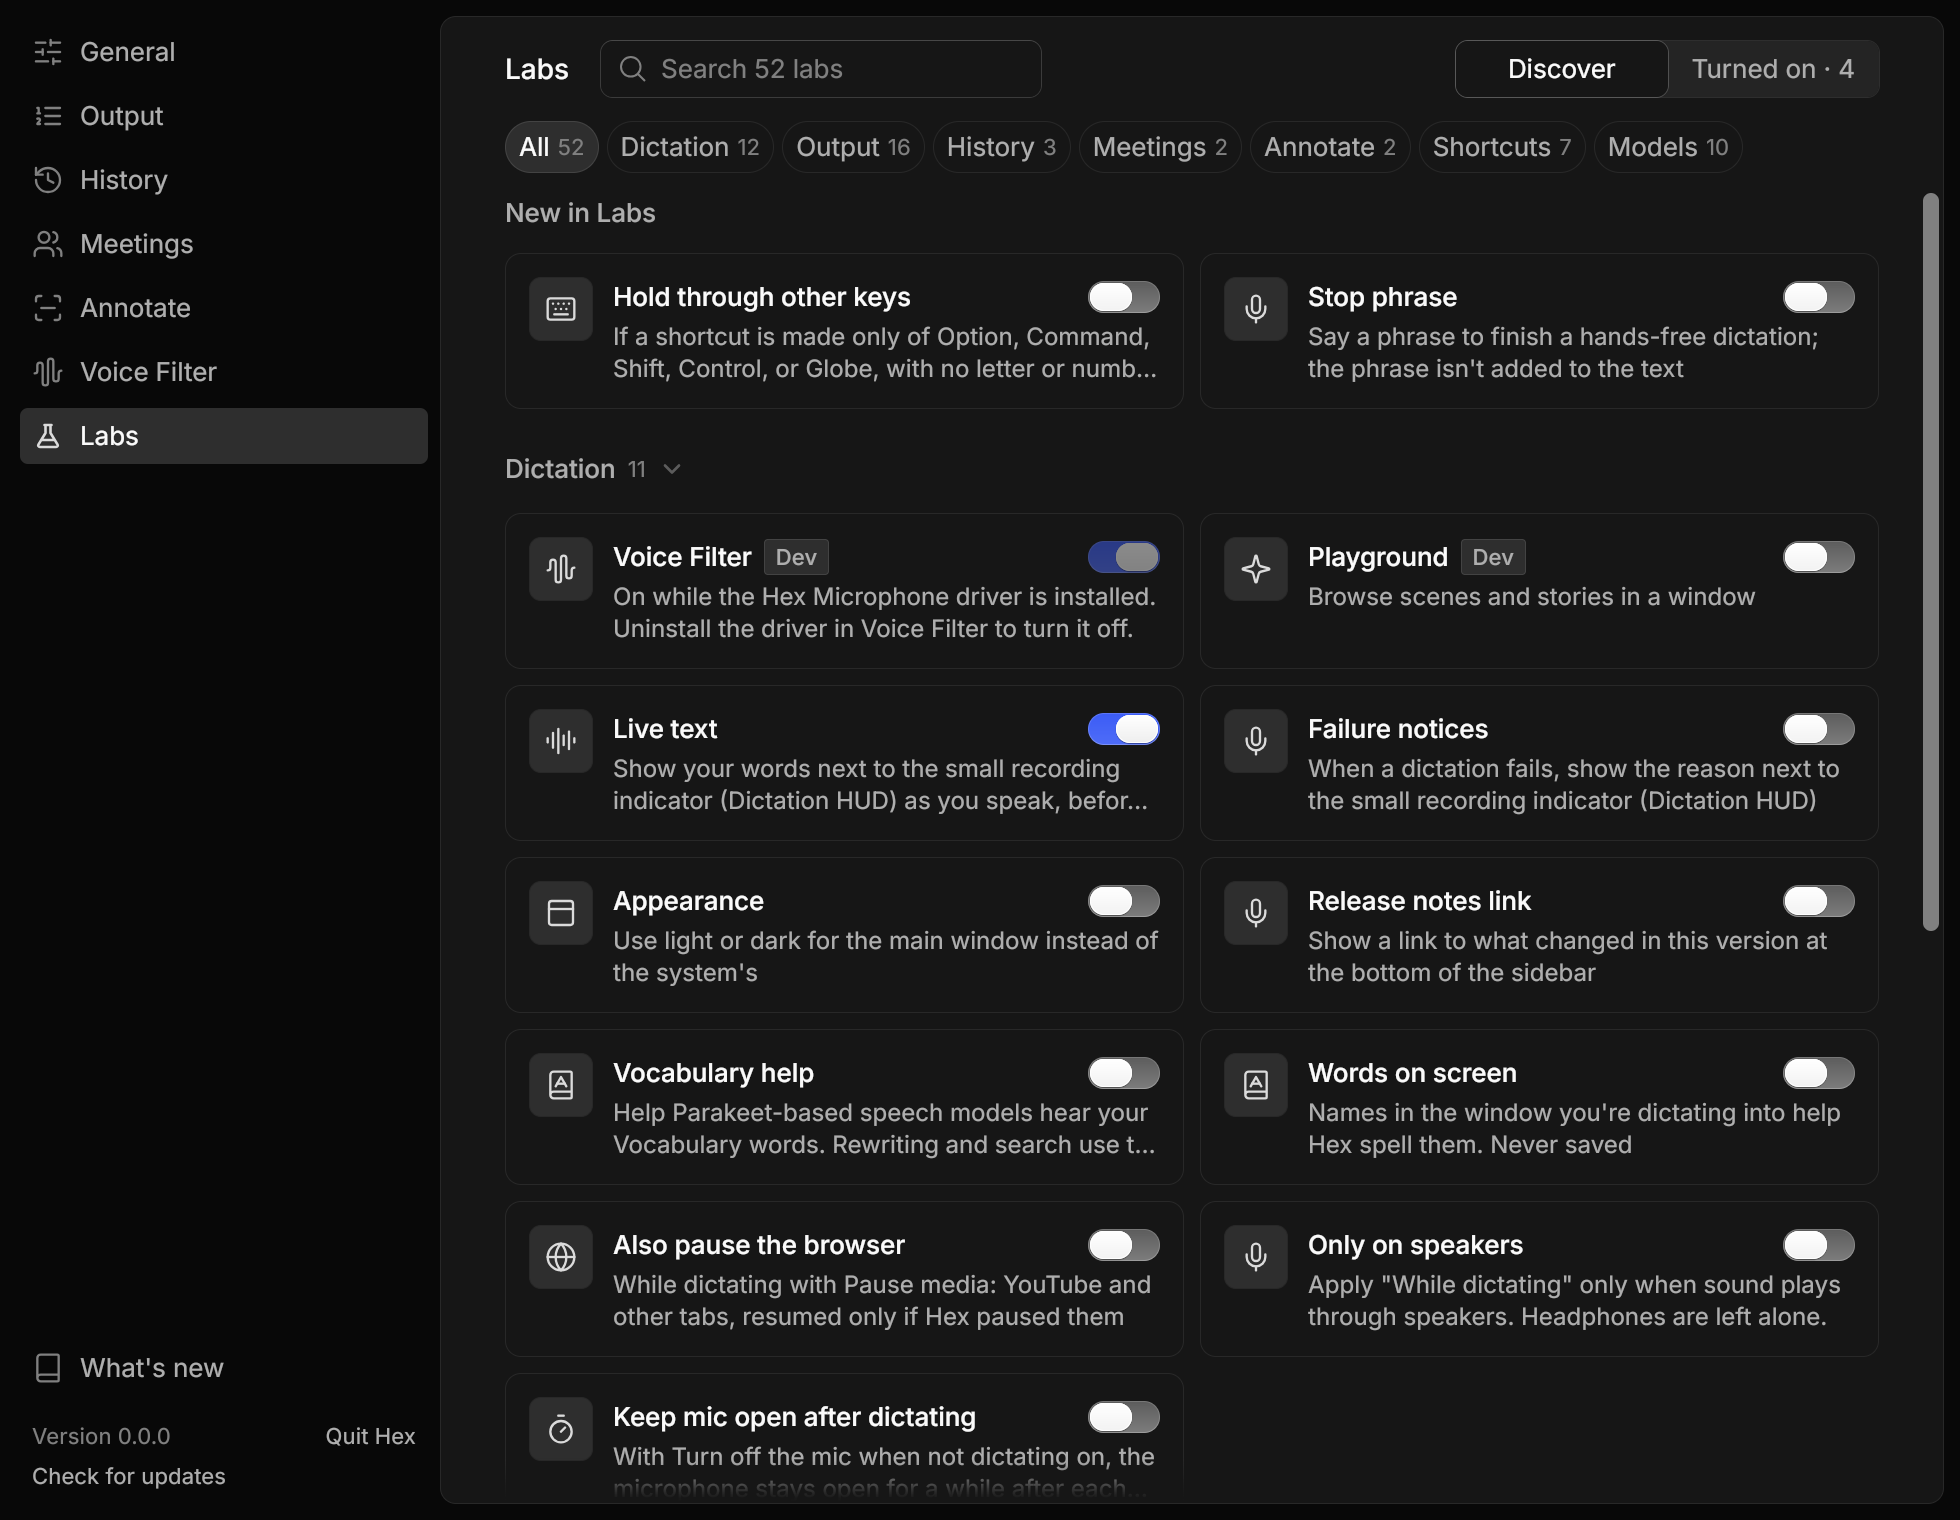 General
Output
History
Meetings
Annotate
Voice Filter
Labs
What's new
Version 0.0.0
Quit Hex
Check for updates
Labs
Search 52 labs
Discover
Turned on · 4
All 52
Dictation 12
Output 16
History 3
Meetings 2
Annotate 2
Shortcuts 7
Models 10
New in Labs
Hold through other keys
If a shortcut is made only of Option, Command,
Shift, Control, or Globe, with no letter or numb...
Stop phrase
Say a phrase to finish a hands-free dictation;
the phrase isn't added to the text
Dictation 11
Voice Filter Dev
On while the Hex Microphone driver is installed.
Uninstall the driver in Voice Filter to turn it off.
Playground Dev
Browse scenes and stories in a window
Live text
Show your words next to the small recording
indicator (Dictation HUD) as you speak, befor...
Failure notices
When a dictation fails, show the reason next to
the small recording indicator (Dictation HUD)
Appearance
Use light or dark for the main window instead of
the system's
Release notes link
Show a link to what changed in this version at
the bottom of the sidebar
Vocabulary help
Help Parakeet-based speech models hear your
Vocabulary words. Rewriting and search use t...
Words on screen
Names in the window you're dictating into help
Hex spell them. Never saved
Also pause the browser
While dictating with Pause media: YouTube and
other tabs, resumed only if Hex paused them
Only on speakers
Apply "While dictating" only when sound plays
through speakers. Headphones are left alone.
Keep mic open after dictating
With Turn off the mic when not dictating on, the
microphone stays open for a while after each...